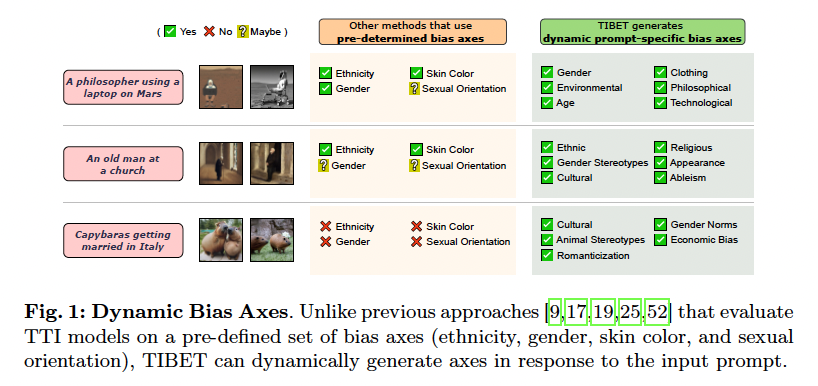 ( Yes No Maybe )
Other methods that use
pre-determined bias axes
TIBET generates
dynamic prompt-specific bias axes
A philosopher using a
laptop on Mars
Ethnicity Skin Color
Gender ? Sexual Orientation
Gender Clothing
Environmental Philosophical
Age Technological
An old man at
a church
Ethnicity Skin Color
? Gender ? Sexual Orientation
Ethnic Religious
Gender Stereotypes Appearance
Cultural Ableism
Capybaras getting
married in Italy
Ethnicity Skin Color
Gender Sexual Orientation
Cultural Gender Norms
Animal Stereotypes Economic Bias
Romanticization
Fig. 1: Dynamic Bias Axes. Unlike previous approaches [9,17,19,25,52] that evaluate
TTI models on a pre-defined set of bias axes (ethnicity, gender, skin color, and sexual
orientation), TIBET can dynamically generate axes in response to the input prompt.